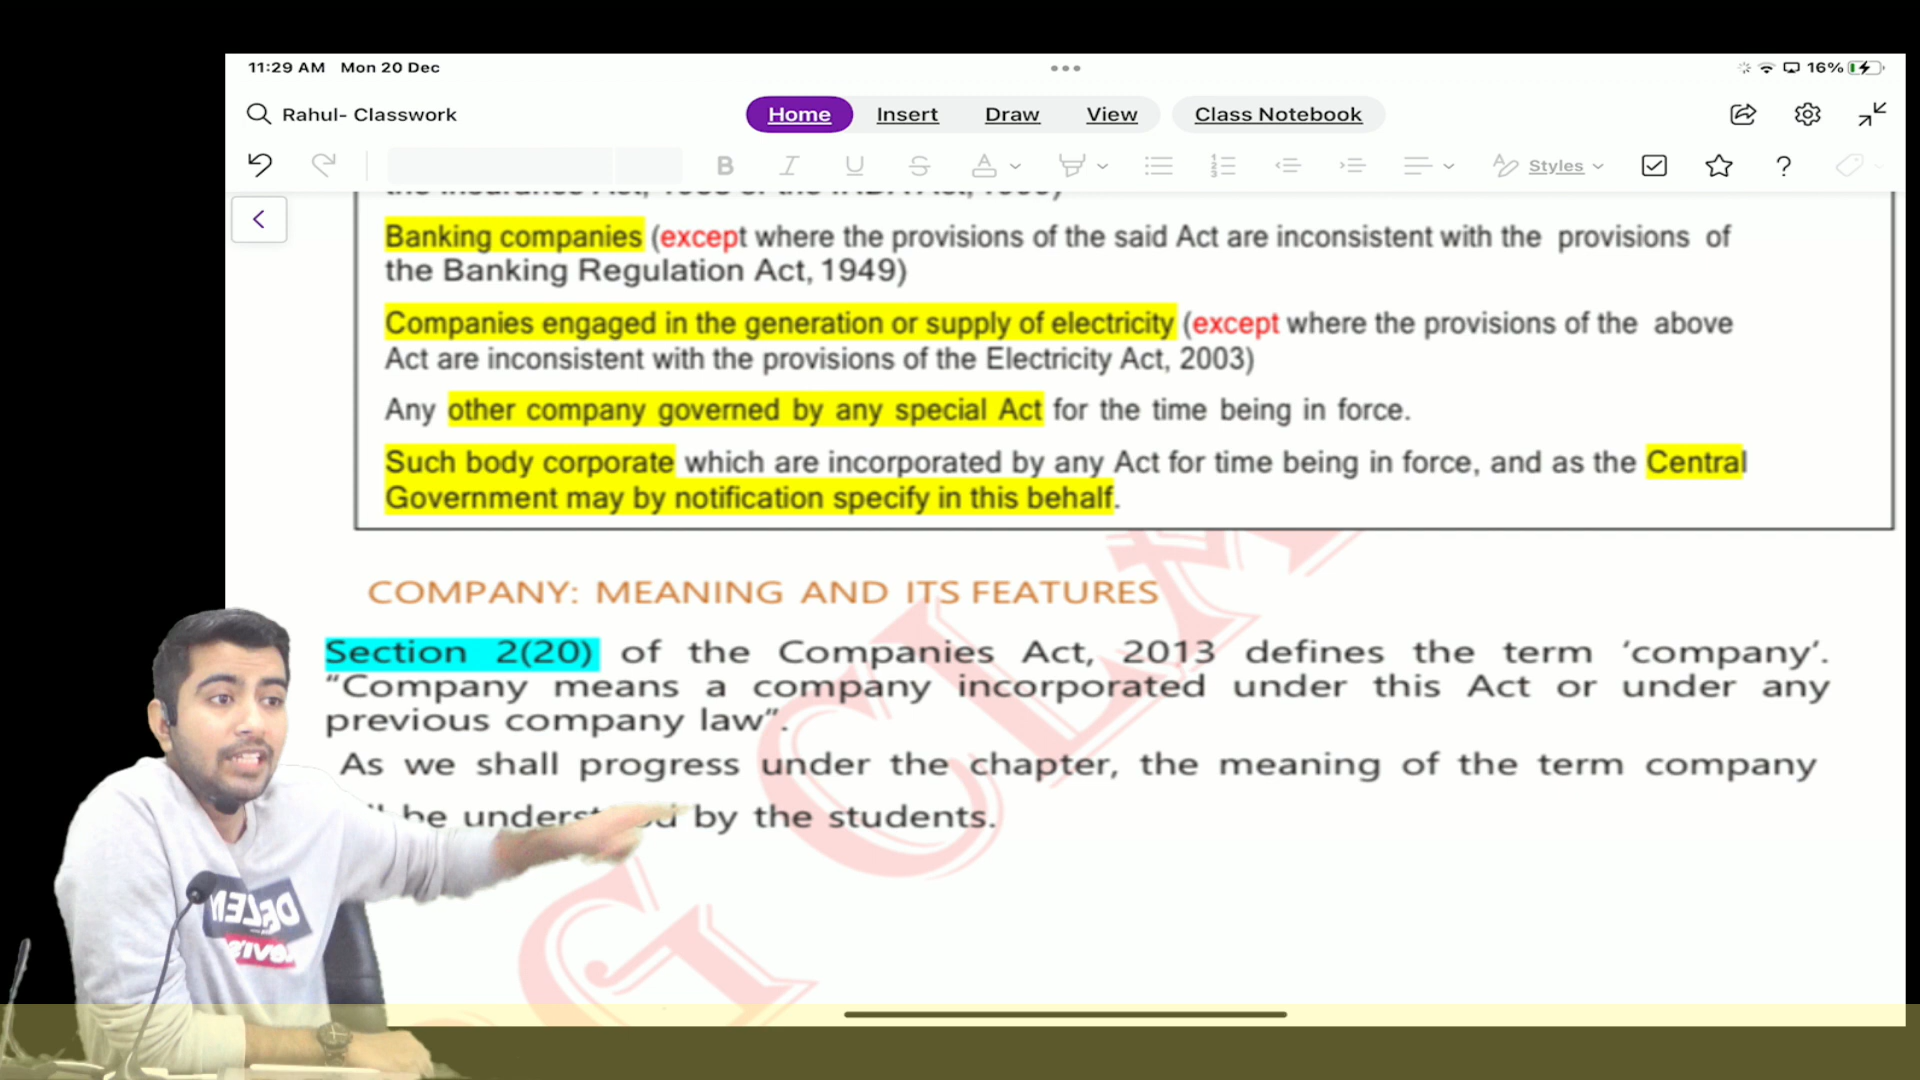 11:29 AM Mon 20 Dec
16%
Rahul- Classwork
Home Insert Draw View Class Notebook
B I U S A Styles ?
Banking companies (except where the provisions of the said Act are inconsistent with the provisions of
the Banking Regulation Act, 1949)
Companies engaged in the generation or supply of electricity (except where the provisions of the above
Act are inconsistent with the provisions of the Electricity Act, 2003)
Any other company governed by any special Act for the time being in force.
Such body corporate which are incorporated by any Act for time being in force, and as the Central
Government may by notification specify in this behalf.
COMPANY: MEANING AND ITS FEATURES
Section 2(20) of the Companies Act, 2013 defines the term ‘company’.
“Company means a company incorporated under this Act or under any
previous company law”.
As we shall progress under the chapter, the meaning of the term company
be by the students.